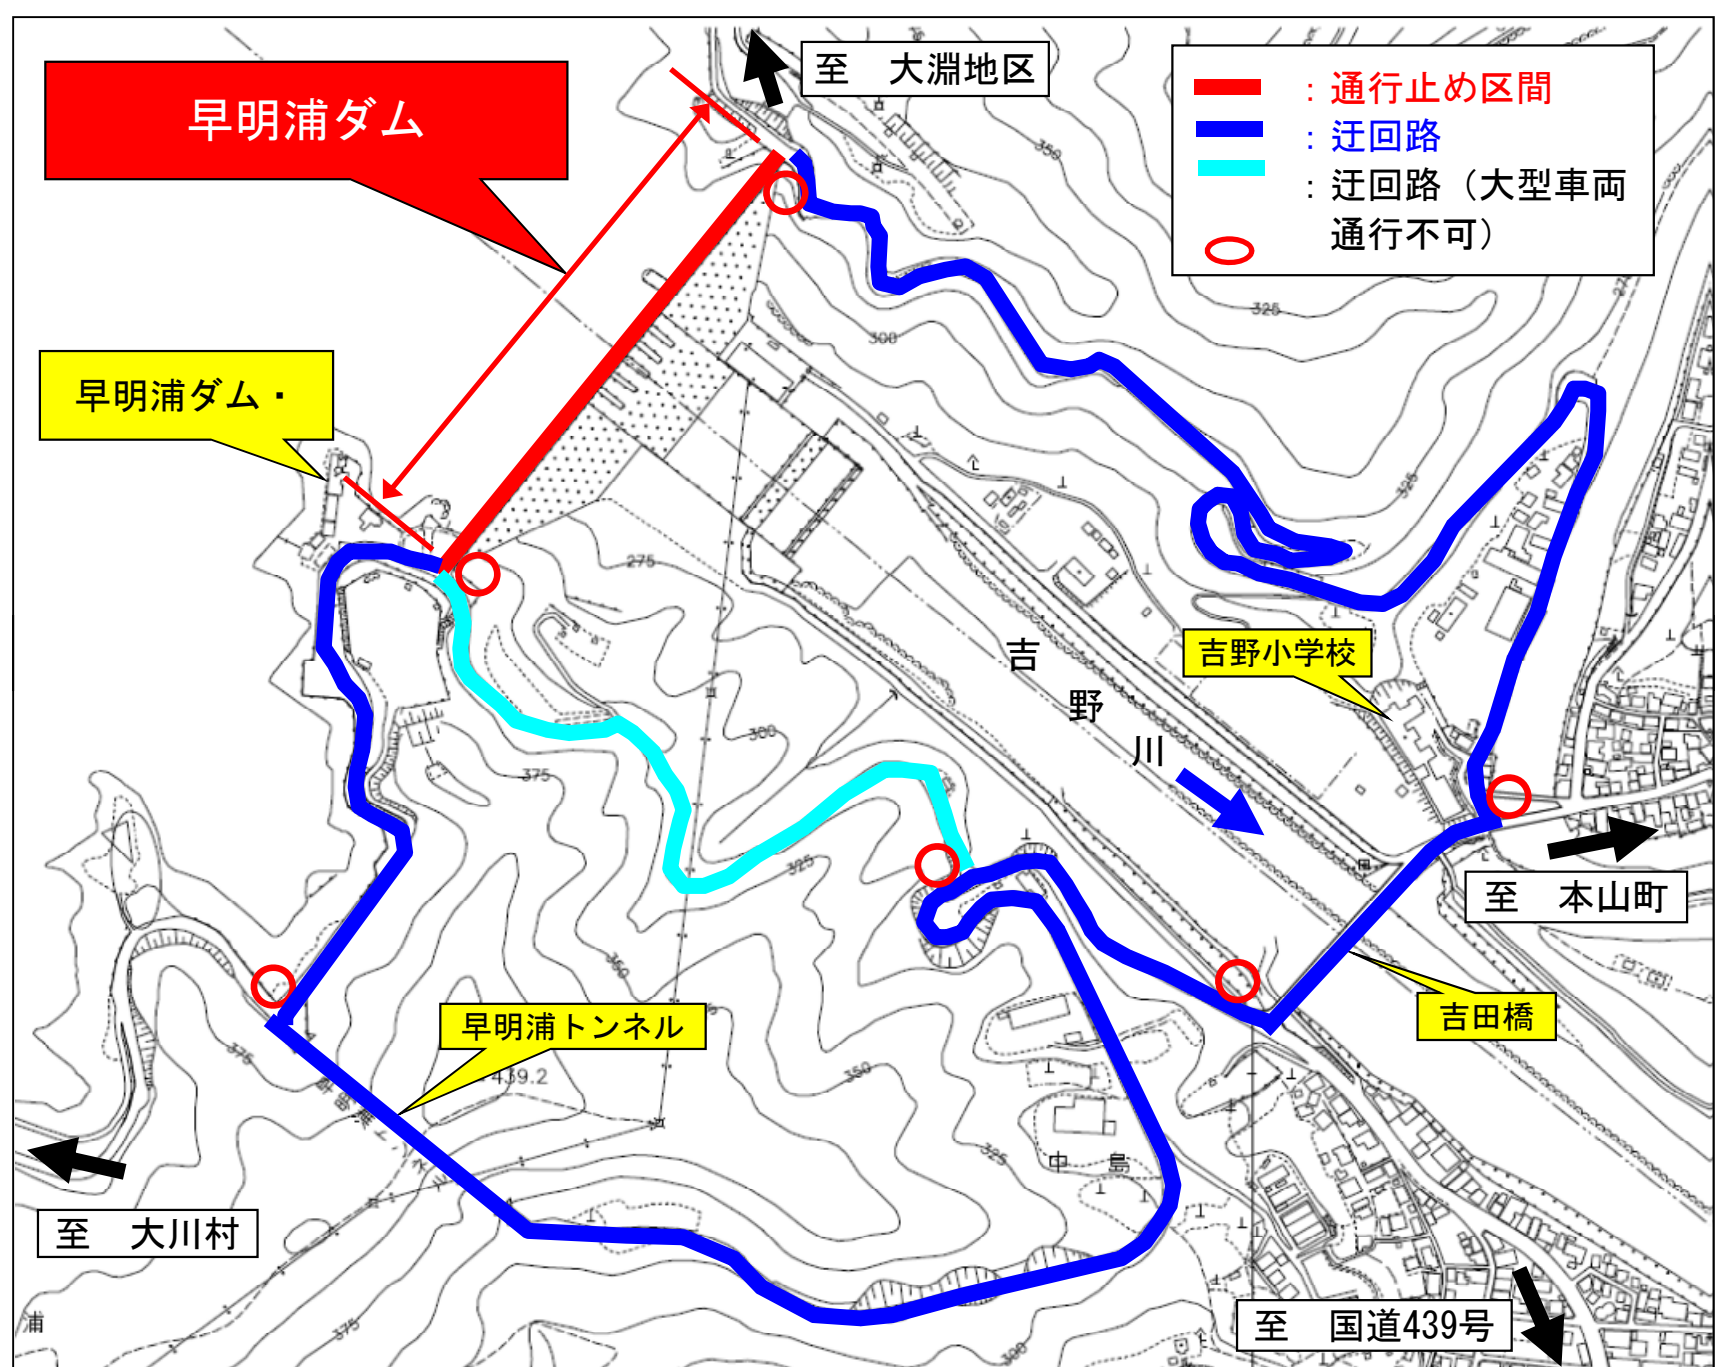 至　大淵地区
早明浦ダム
：通行止め区間
：迂回路
：迂回路（大型車両
通行不可）
350
325
300
275
早明浦ダム・
325
275
吉野小学校
吉
野
川
300
375
325
至　本山町
350
吉田橋
早明浦トンネル
375
439.2
350
325
中島
至　大川村
至　国道439号
浦
375
300